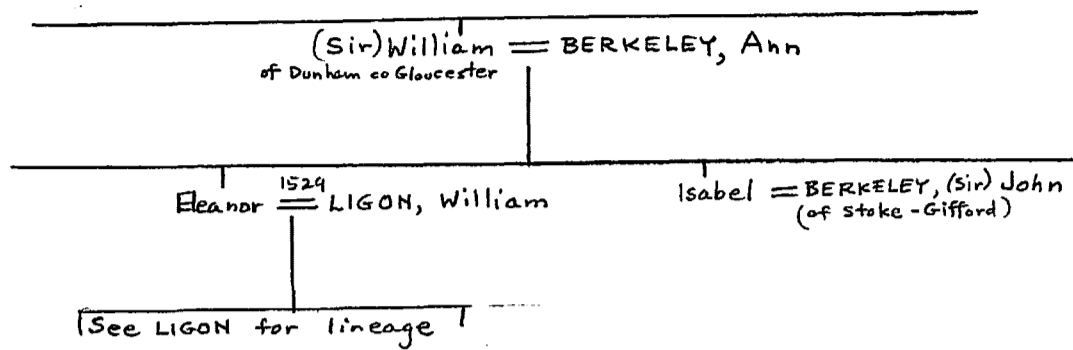 (Sir) William = BERKELEY, Ann
of Dunham co Gloucester
1529
Eleanor = LIGON, William
Isabel = BERKELEY, (Sir) John
(of Stoke-Gifford)
See LIGON for lineage